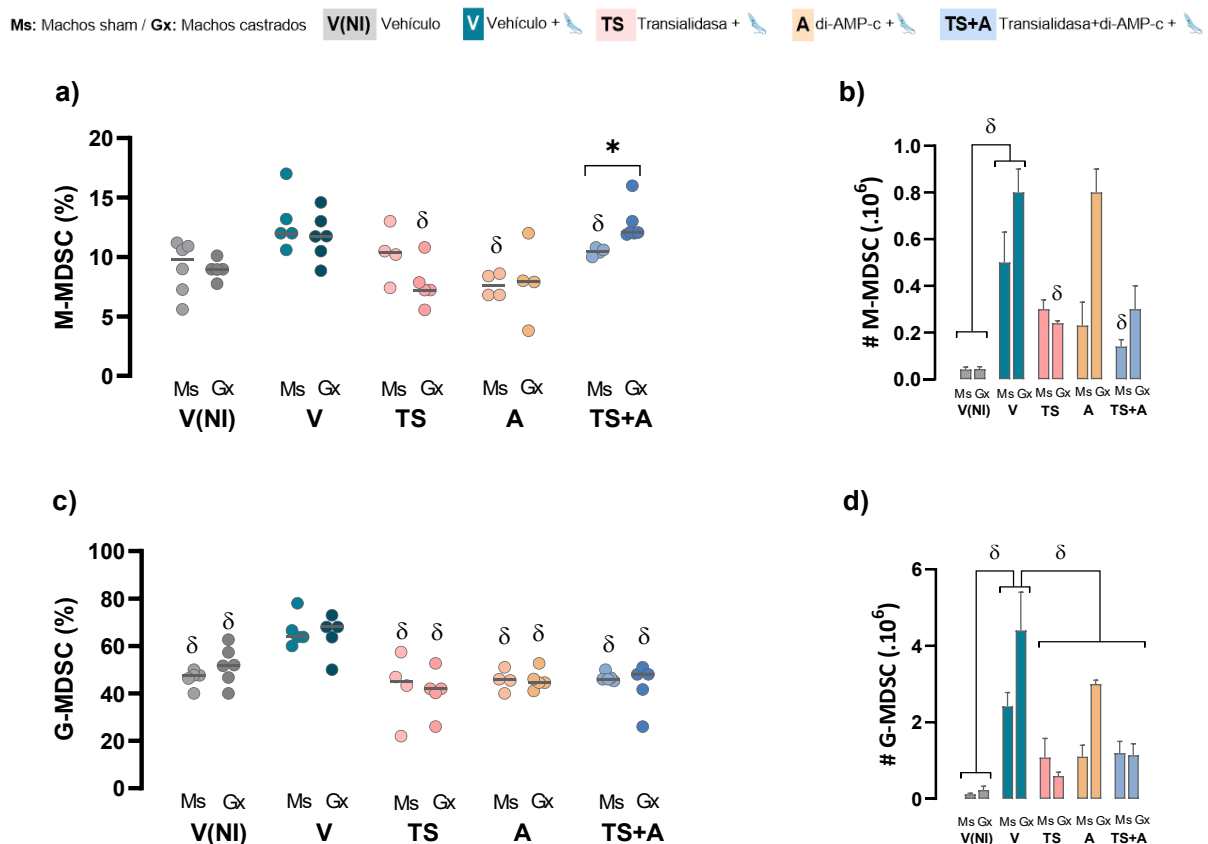 Ms: Machos sham / Gx: Machos castrados V(NI) Vehículo V Vehículo + TS Transialidasa + A di-AMP-c + TS+A Transialidasa+di-AMP-c +
a)
M-MDSC (%)
20
15
10
5
0
δ
δ
δ
*
Ms Gx Ms Gx Ms Gx Ms Gx Ms Gx
V(NI) V TS A TS+A
b)
# M-MDSC (.10⁶)
1.0
0.8
0.6
0.4
0.2
0.0
δ
δ
δ
Ms Gx Ms Gx Ms Gx Ms Gx Ms Gx
V(NI) V TS A TS+A
c)
G-MDSC (%)
100
80
60
40
20
0
δ δ δ δ δ δ δ δ
Ms Gx Ms Gx Ms Gx Ms Gx Ms Gx
V(NI) V TS A TS+A
d)
# G-MDSC (.10⁶)
6
4
2
0
δ δ
Ms Gx Ms Gx Ms Gx Ms Gx Ms Gx
V(NI) V TS A TS+A